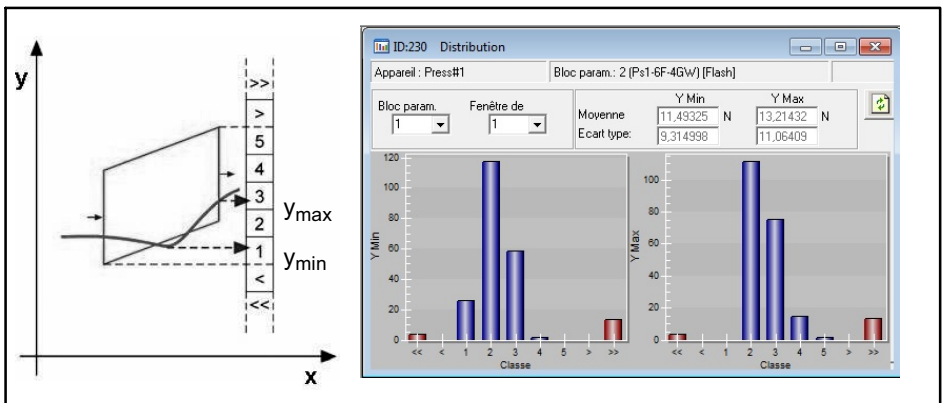 y
>>
>
5
4
3
2
1
<
<<
ymax
ymin
x
ID:230 Distribution
Appareil : Press#1
Bloc param.: 2 (Ps1-6F-4GW) [Flash]
Bloc param.
Fenêtre de
1
1
Y Min
Y Max
Moyenne
11,49325 N
13,21432 N
Ecart type:
9,314998
11,06409
120
100
80
60
40
20
0
Y Min
<< < 1 2 3 4 5 > >>
Classe
100
80
60
40
20
0
Y Max
<< < 1 2 3 4 5 > >>
Classe